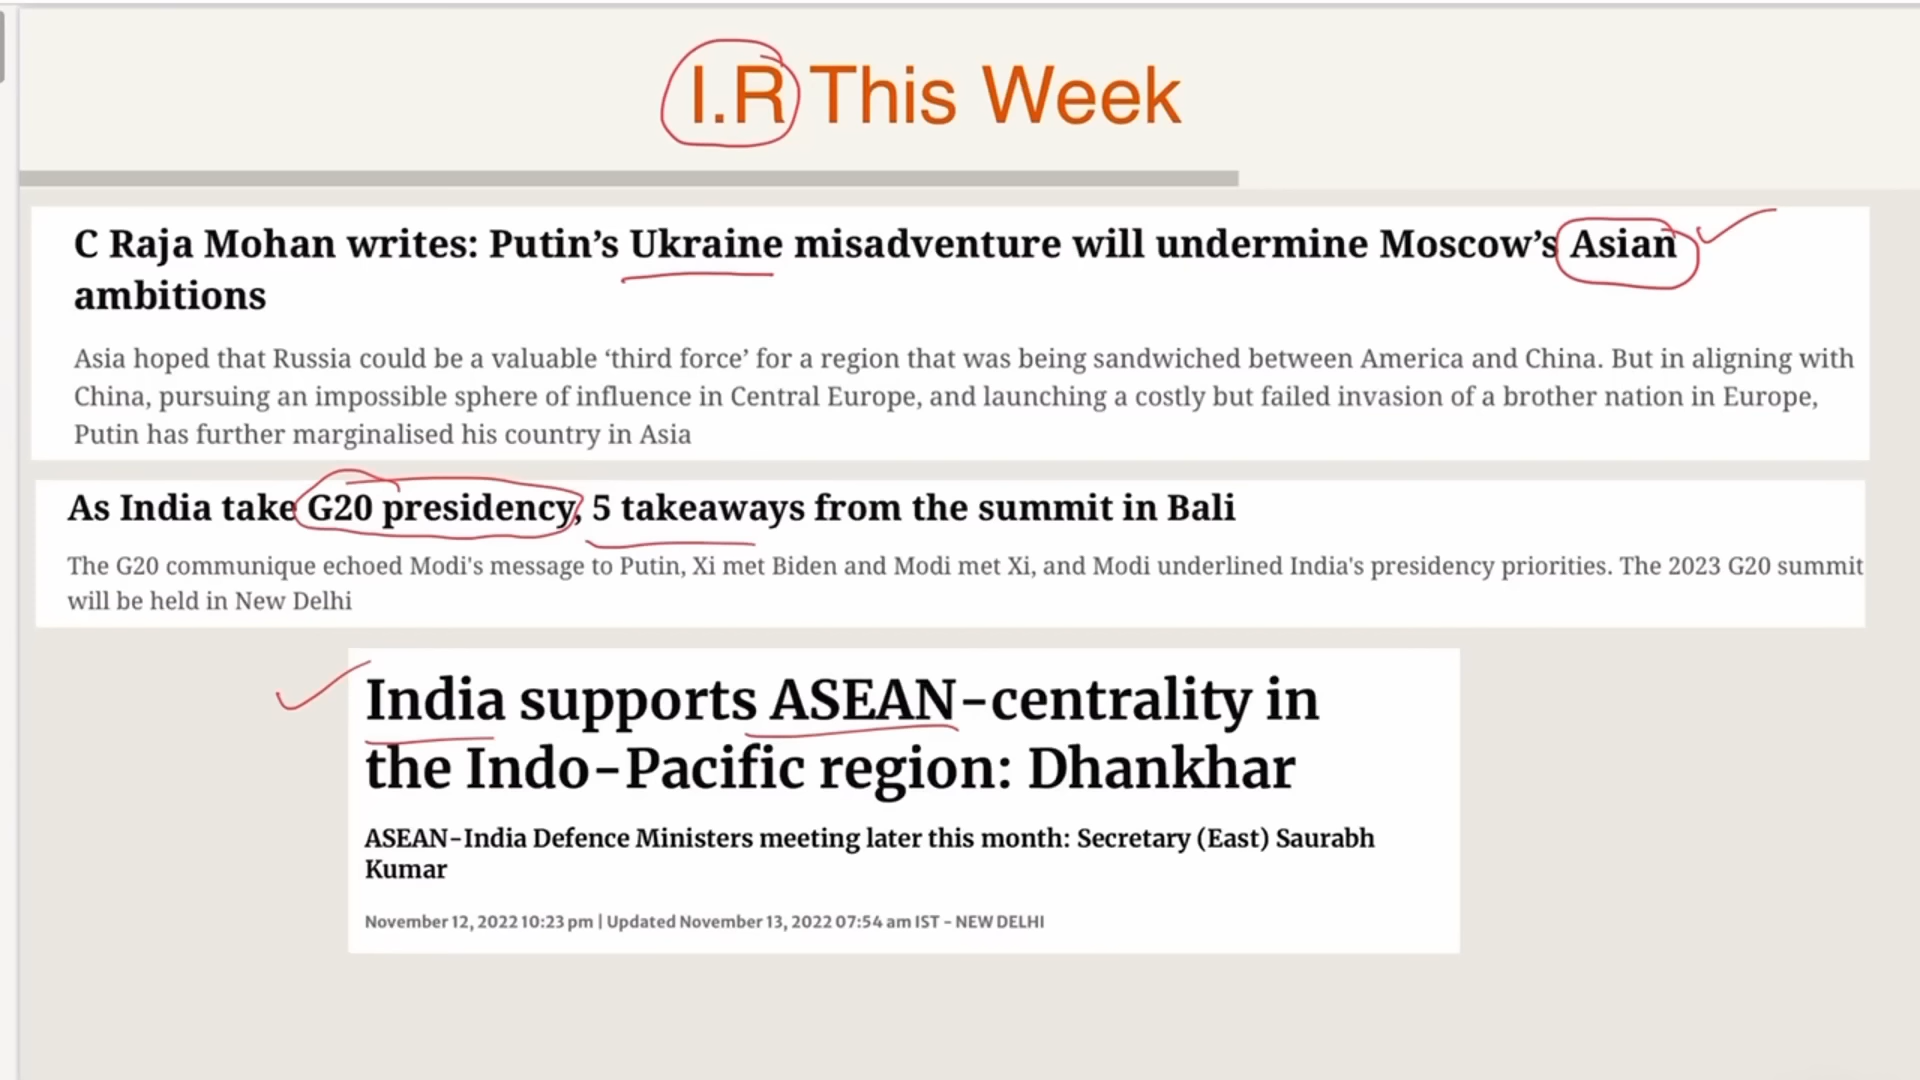 I.R This Week
C Raja Mohan writes: Putin’s Ukraine misadventure will undermine Moscow’s Asian
ambitions
Asia hoped that Russia could be a valuable ‘third force’ for a region that was being sandwiched between America and China. But in aligning with
China, pursuing an impossible sphere of influence in Central Europe, and launching a costly but failed invasion of a brother nation in Europe,
Putin has further marginalised his country in Asia
As India take G20 presidency, 5 takeaways from the summit in Bali
The G20 communique echoed Modi's message to Putin, Xi met Biden and Modi met Xi, and Modi underlined India's presidency priorities. The 2023 G20 summit
will be held in New Delhi
India supports ASEAN-centrality in
the Indo-Pacific region: Dhankhar
ASEAN-India Defence Ministers meeting later this month: Secretary (East) Saurabh
Kumar
November 12, 2022 10:23 pm | Updated November 13, 2022 07:54 am IST - NEW DELHI